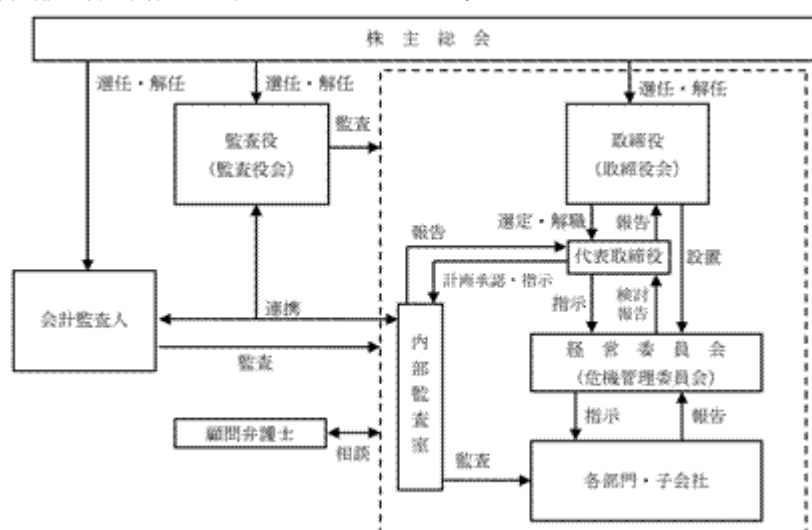 株主総会
選任・解任
選任・解任
選任・解任
監査役
(監査役会)
監査
取締役
(取締役会)
選定・解職
報告
報告
代表取締役
設置
計画承認・指示
指示
検討
報告
会計監査人
連携
監査
内部監査室
経営委員会
(危機管理委員会)
指示
報告
顧問弁護士
相談
監査
各部門・子会社